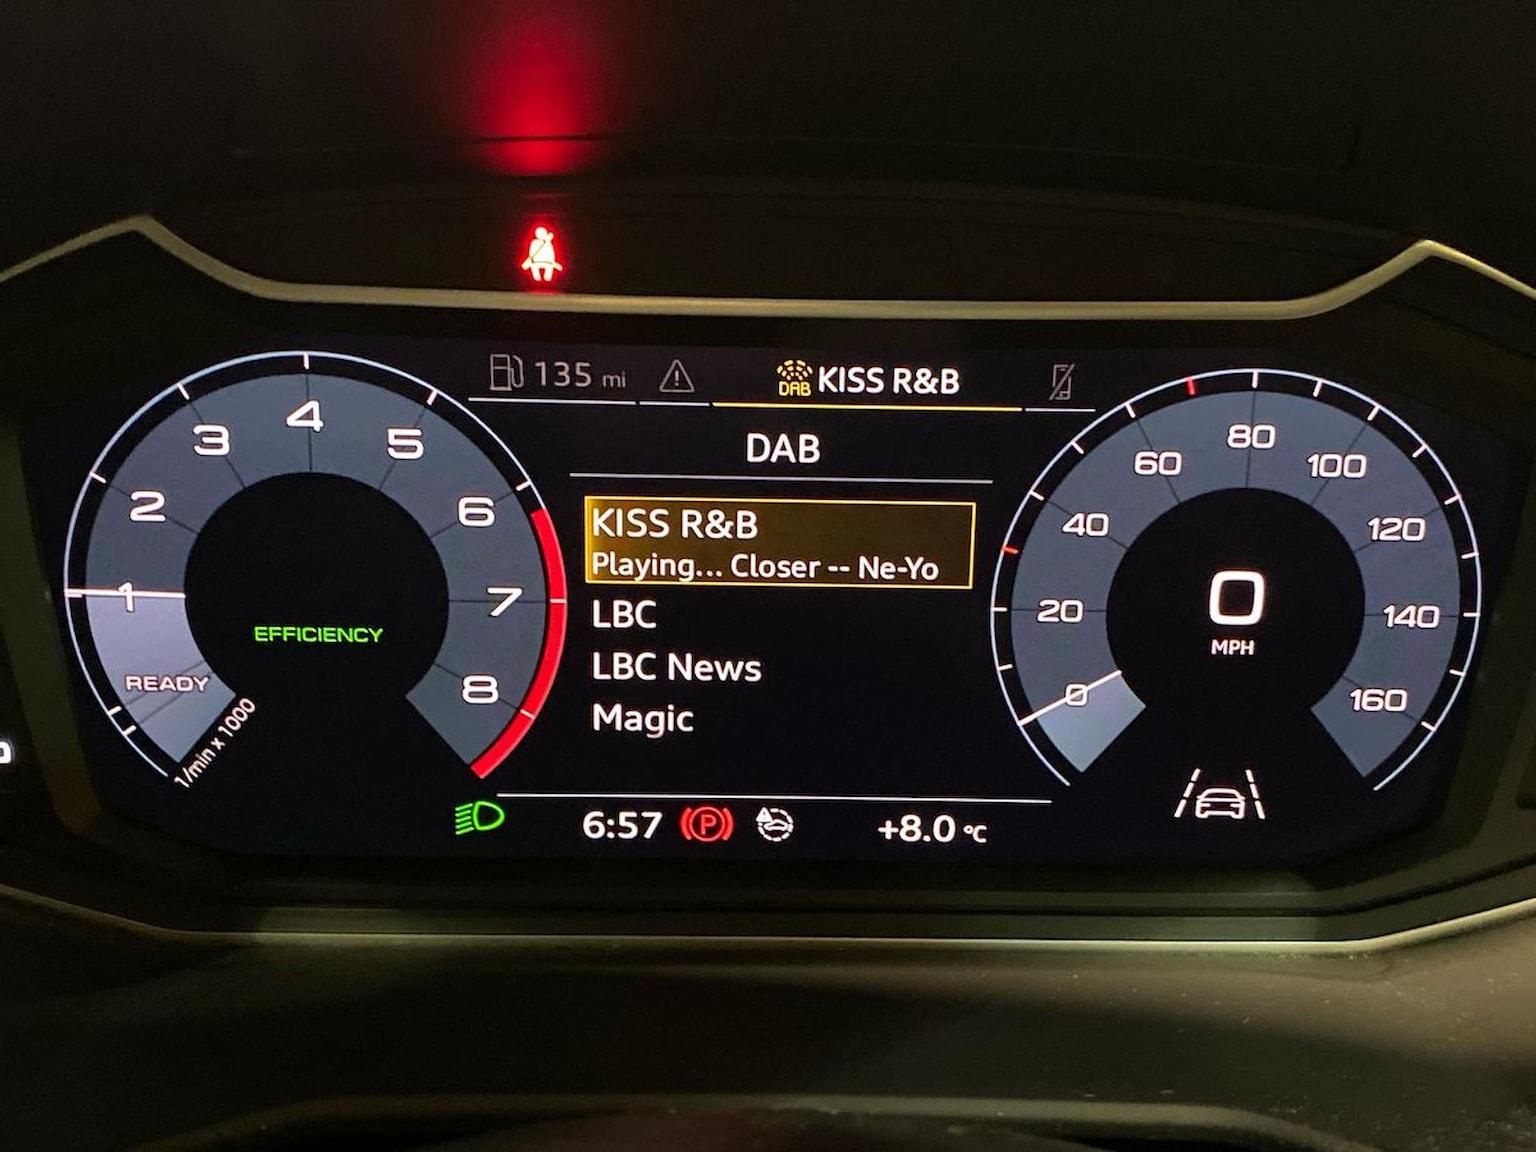 135 mi
DAB KISS R&B
DAB
KISS R&B
Playing... Closer -- Ne-Yo
LBC
LBC News
Magic
READY
1
2
3
4
5
6
7
8
1/min x 1000
EFFICIENCY
0
20
40
60
80
100
120
140
160
0
MPH
6:57
P
+8.0 °C